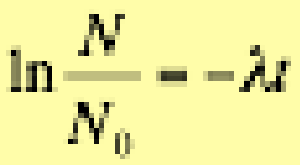 ln N/N₀ = -λt